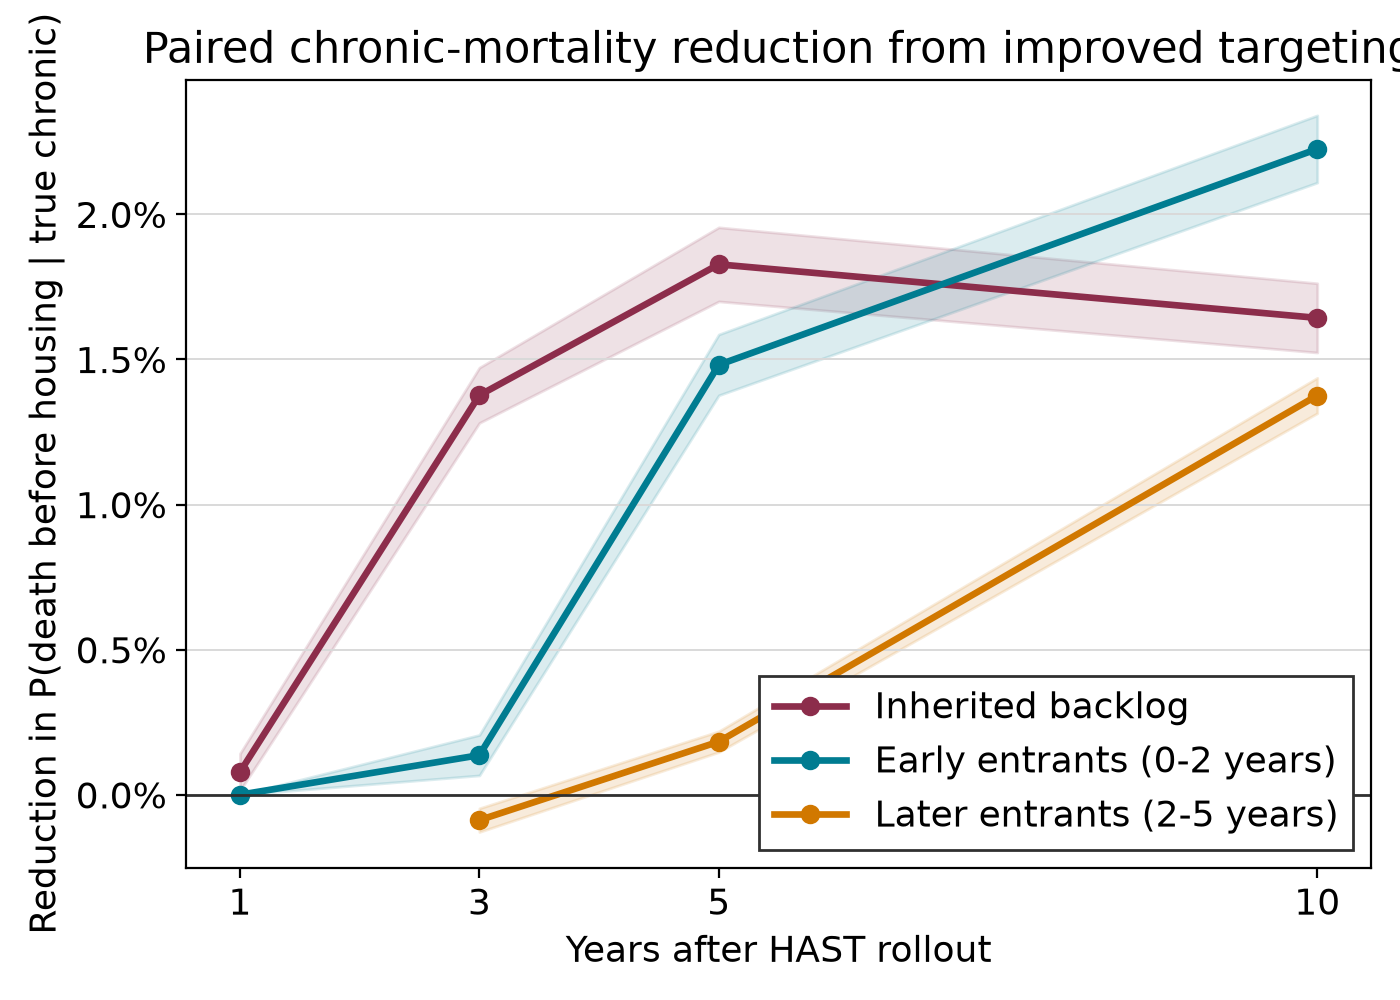 Paired chronic-mortality reduction from improved targeting
Reduction in P(death before housing | true chronic)
2.0%
1.5%
1.0%
0.5%
0.0%
Inherited backlog
Early entrants (0-2 years)
Later entrants (2-5 years)
1 3 5 10
Years after HAST rollout